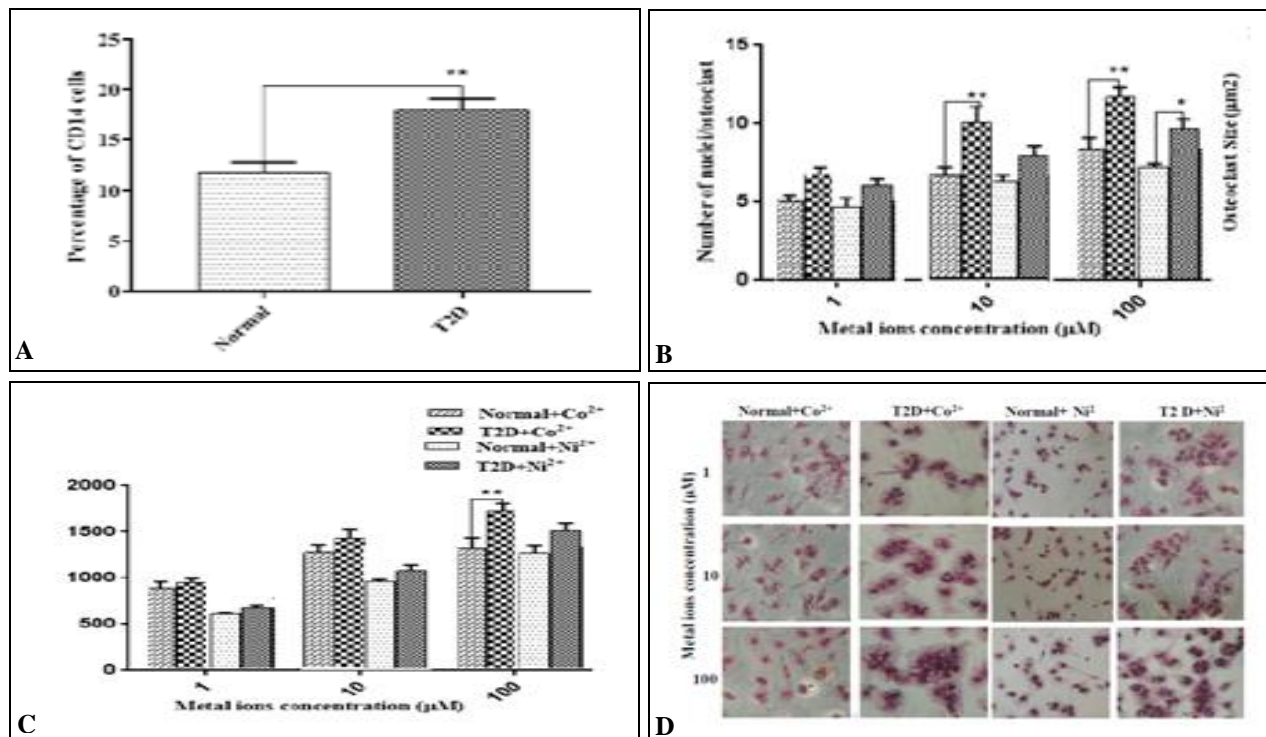 Percentage of CD14 cells
25
20
15
10
5
0
**
Normal
T2D
A
Number of nuclei/osteoclast
15
10
5
0
**
**
*
1
10
100
Metal ions concentration (µM)
Osteoclast Size(µm2)
B
Normal+Co²⁺
T2D+Co²⁺
Normal+Ni²⁺
T2D+Ni²⁺
2000
1500
1000
500
0
**
1
10
100
Metal ions concentration (µM)
C
Normal+Co²⁺ T2D+Co²⁺ Normal+ Ni² T2 D+Ni²
Metal ions concentration (µM)
1
10
100
D